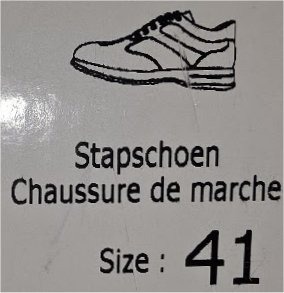 Stapschoen
Chaussure de marche
Size : 41